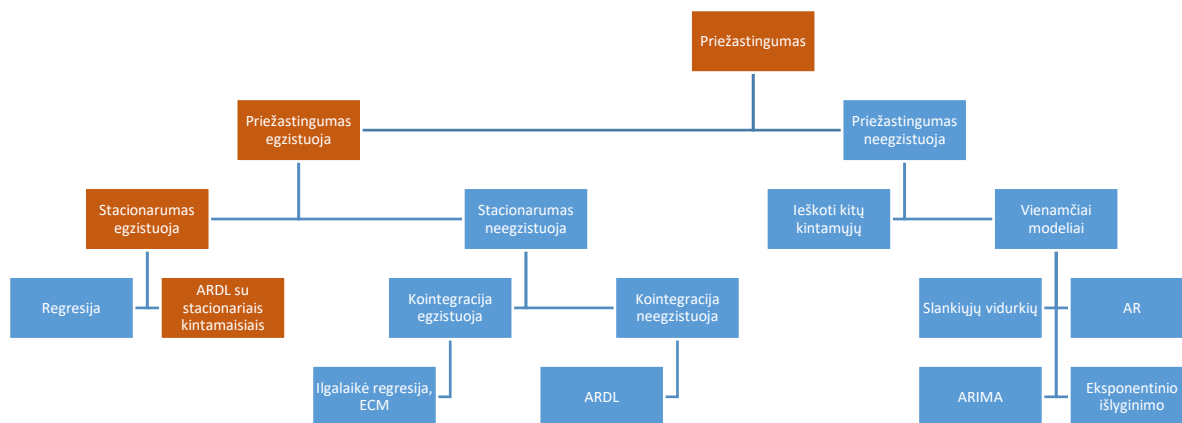 Priežastingumas
Priežastingumas
egzistuoja
Priežastingumas
neegzistuoja
Stacionarumas
egzistuoja
Stacionarumas
neegzistuoja
Ieškoti kitų
kintamųjų
Vienamčiai
modeliai
Regresija
ARDL su
stacionariais
kintamaisiais
Kointegracija
egzistuoja
Kointegracija
neegzistuoja
Slankiųjų vidurkių
AR
Ilgalaikė regresija,
ECM
ARDL
ARIMA
Eksponentinio
išlyginimo